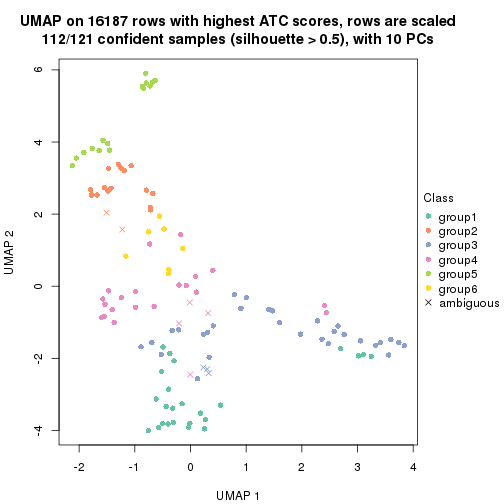 UMAP on 16187 rows with highest ATC scores, rows are scaled
112/121 confident samples (silhouette > 0.5), with 10 PCs
6
4
2
0
-2
-4
UMAP 2
-2
-1
0
1
2
3
4
UMAP 1
Class
group1
group2
group3
group4
group5
group6
ambiguous